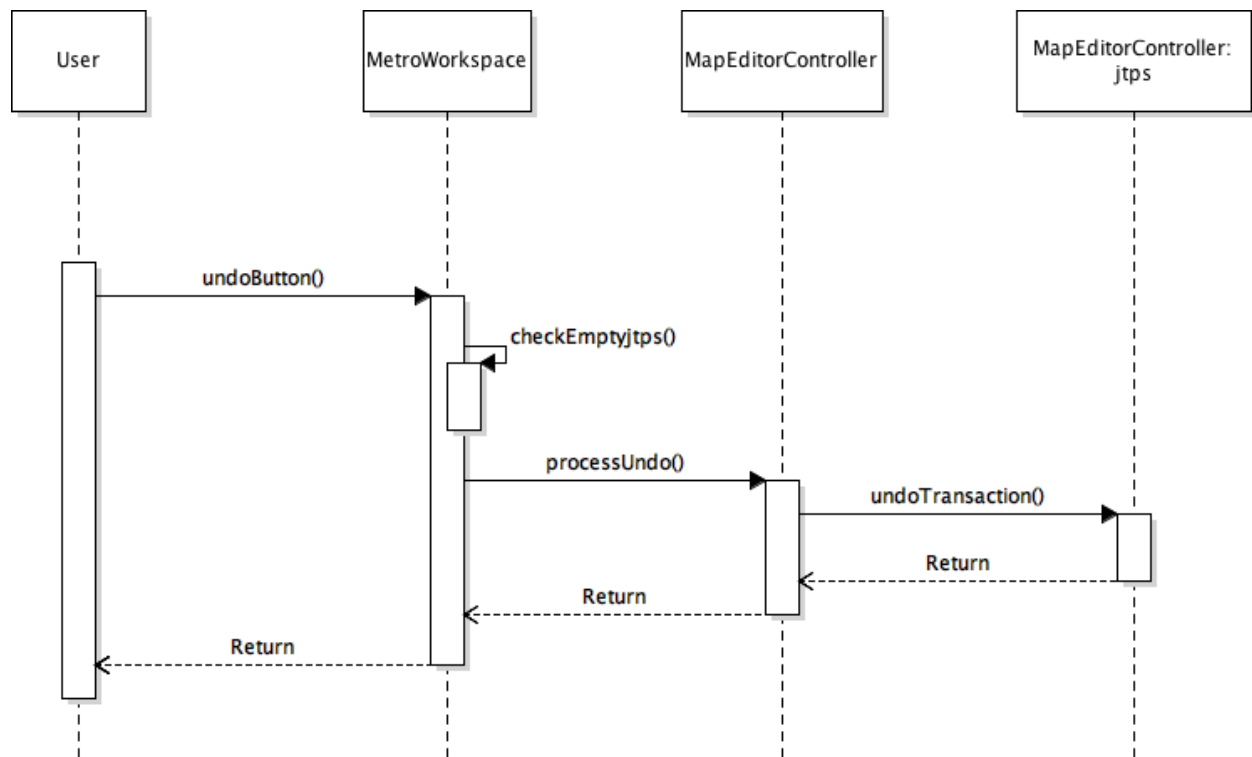 User
MetroWorkspace
MapEditorController
MapEditorController:
jtps
undoButton()
checkEmptyjtps()
processUndo()
undoTransaction()
Return
Return
Return